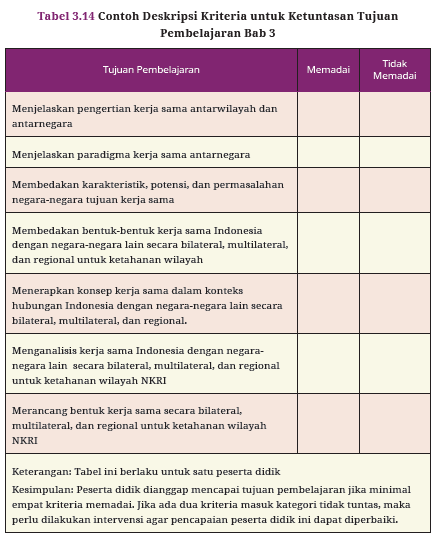 Tabel 3.14 Contoh Deskripsi Kriteria untuk Ketuntasan Tujuan
Pembelajaran Bab 3
Tujuan Pembelajaran
Memadai
Tidak
Memadai
Menjelaskan pengertian kerja sama antarwilayah dan
antarnegara
Menjelaskan paradigma kerja sama antarnegara
Membedakan karakteristik, potensi, dan permasalahan
negara-negara tujuan kerja sama
Membedakan bentuk-bentuk kerja sama Indonesia
dengan negara-negara lain secara bilateral, multilateral,
dan regional untuk ketahanan wilayah
Menerapkan konsep kerja sama dalam konteks
hubungan Indonesia dengan negara-negara lain secara
bilateral, multilateral, dan regional.
Menganalisis kerja sama Indonesia dengan negara-
negara lain secara bilateral, multilateral, dan regional
untuk ketahanan wilayah NKRI
Merancang bentuk kerja sama secara bilateral,
multilateral, dan regional untuk ketahanan wilayah
NKRI
Keterangan: Tabel ini berlaku untuk satu peserta didik
Kesimpulan: Peserta didik dianggap mencapai tujuan pembelajaran jika minimal
empat kriteria memadai. Jika ada dua kriteria masuk kategori tidak tuntas, maka
perlu dilakukan intervensi agar pencapaian peserta didik ini dapat diperbaiki.